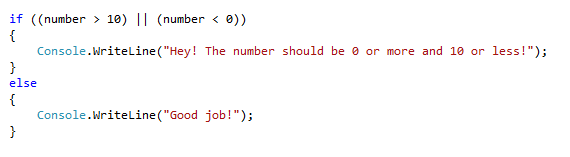 if ((number > 10) || (number < 0))
{
    Console.WriteLine("Hey! The number should be 0 or more and 10 or less!");
}
else
{
    Console.WriteLine("Good job!");
}